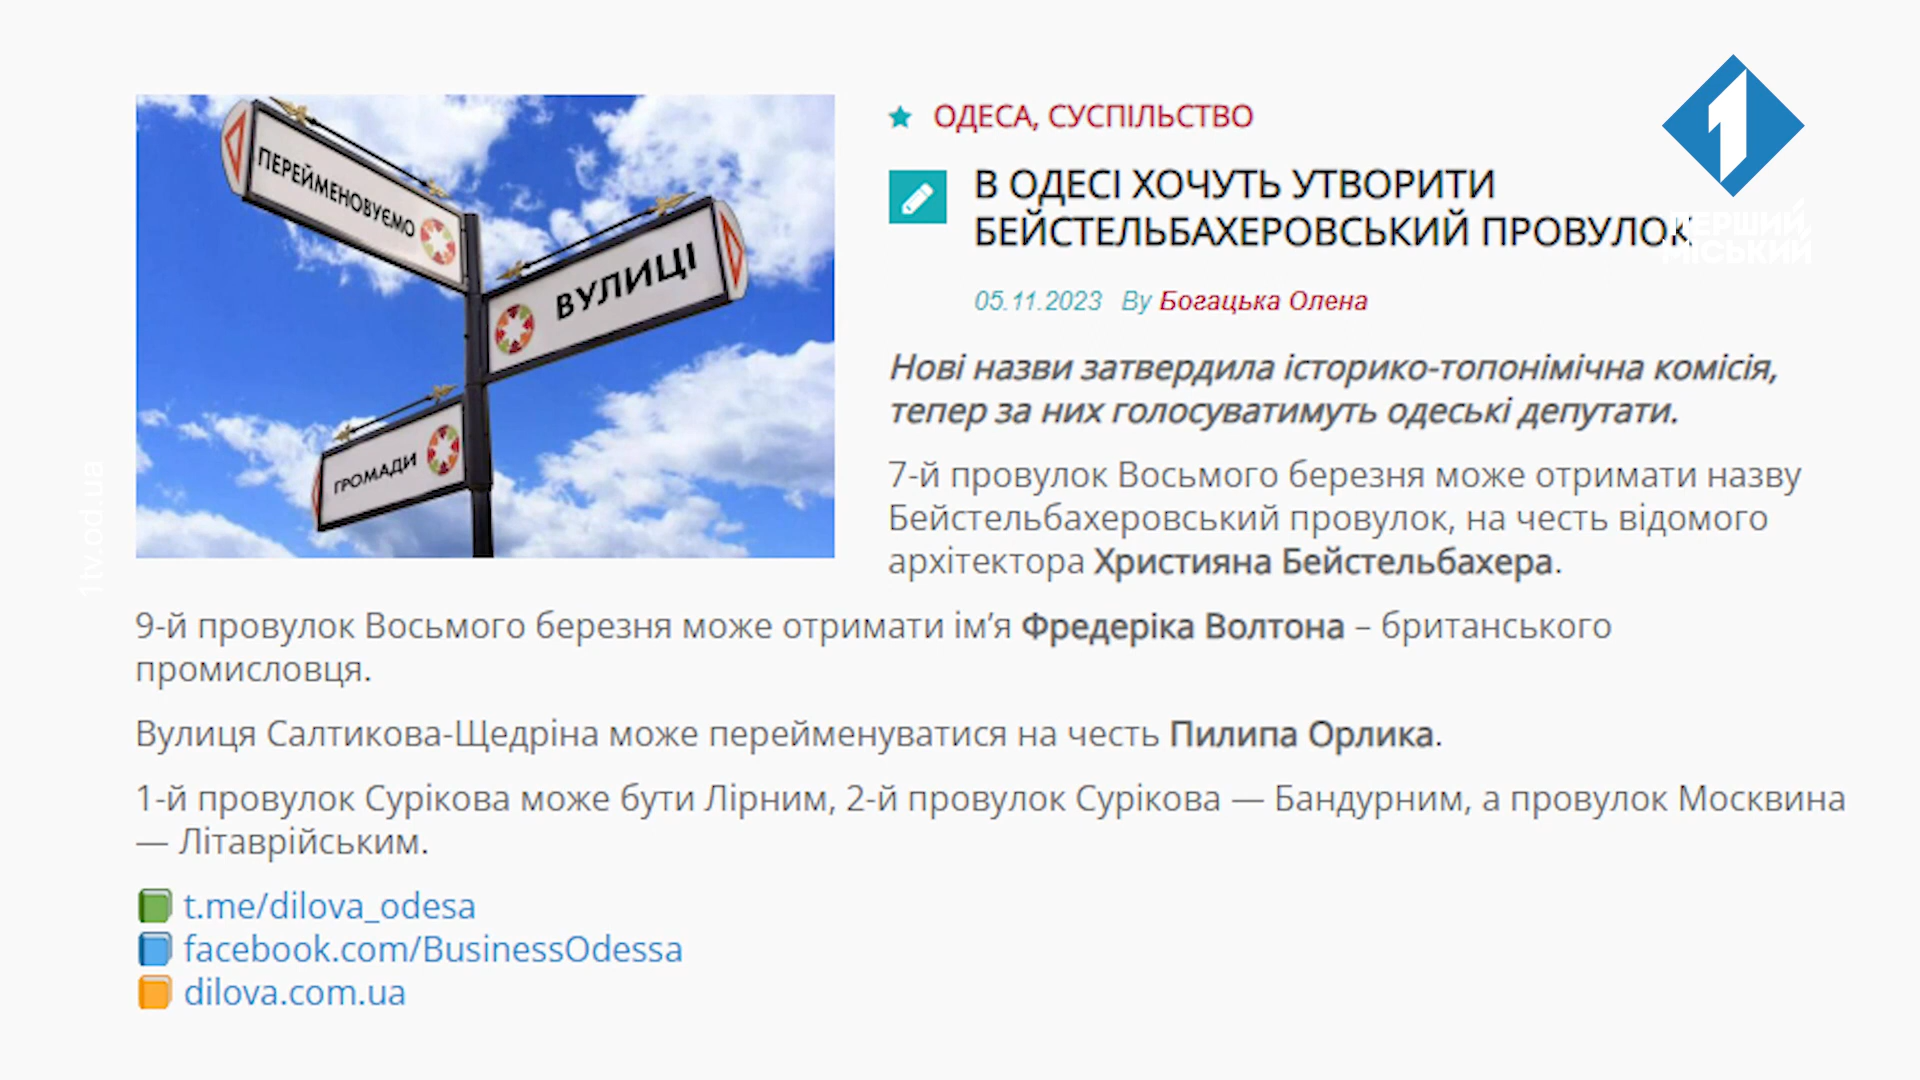 ПЕРЕЙМЕНОВУЄМО
ВУЛИЦІ
ГРОМАДИ
ОДЕСА, СУСПІЛЬСТВО
В ОДЕСІ ХОЧУТЬ УТВОРИТИ
БЕЙСТЕЛЬБАХЕРОВСЬКИЙ ПРОВУЛОК
05.11.2023 By Богацька Олена
Нові назви затвердила історико-топонімічна комісія,
тепер за них голосуватимуть одеські депутати.
7-й провулок Восьмого березня може отримати назву
Бейстельбахеровський провулок, на честь відомого
архітектора Християна Бейстельбахера.
9-й провулок Восьмого березня може отримати ім’я Фредеріка Волтона – британського
промисловця.
Вулиця Салтикова-Щедріна може перейменуватися на честь Пилипа Орлика.
1-й провулок Сурікова може бути Лірним, 2-й провулок Сурікова — Бандурним, а провулок Москвина
— Літаврійським.
t.me/dilova_odesa
facebook.com/BusinessOdessa
dilova.com.ua
1
ПЕРШИЙ
МІСЬКИЙ
1tv.od.ua